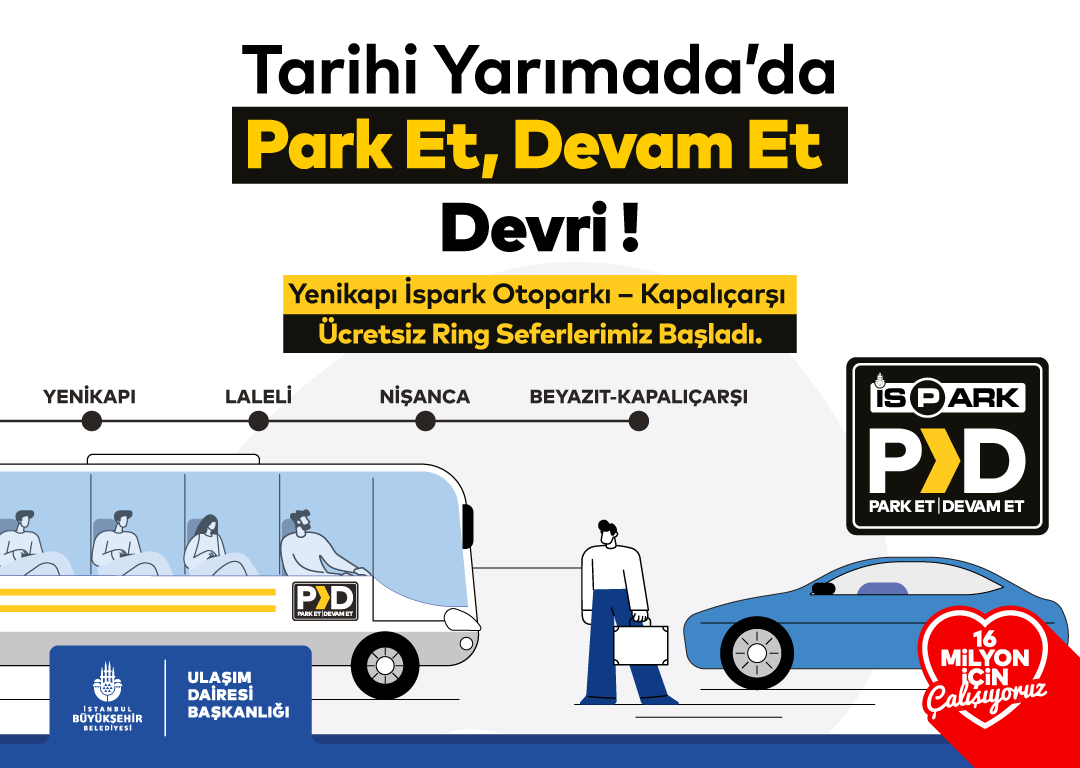 Tarihi Yarımada’da
Park Et, Devam Et
Devri !
Yenikapı İspark Otoparkı – Kapalıçarşı
Ücretsiz Ring Seferlerimiz Başladı.
YENİKAPI
LALELİ
NİŞANCA
BEYAZIT-KAPALIÇARŞI
İSPARK
P D
PARK ET | DEVAM ET
P D
PARK ET | DEVAM ET
İSTANBUL
BÜYÜKŞEHİR
BELEDİYESİ
ULAŞIM
DAİRESİ
BAŞKANLIĞI
16
MİLYON
İÇİN
Çalışıyoruz